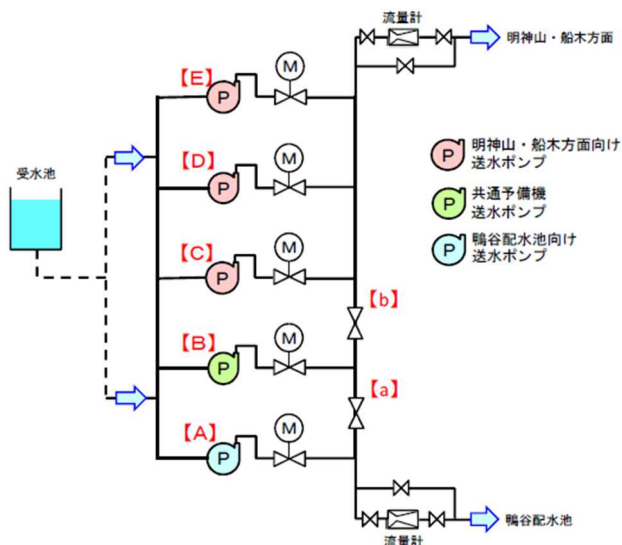 流量計
明神山・船木方面
【E】
P
M
【D】
P
M
明神山・船木方面向け
送水ポンプ
P
受水池
共通予備機
送水ポンプ
P
【C】
P
M
鴨谷配水池向け
送水ポンプ
P
【b】
【B】
P
M
【a】
【A】
P
M
鴨谷配水池
流量計